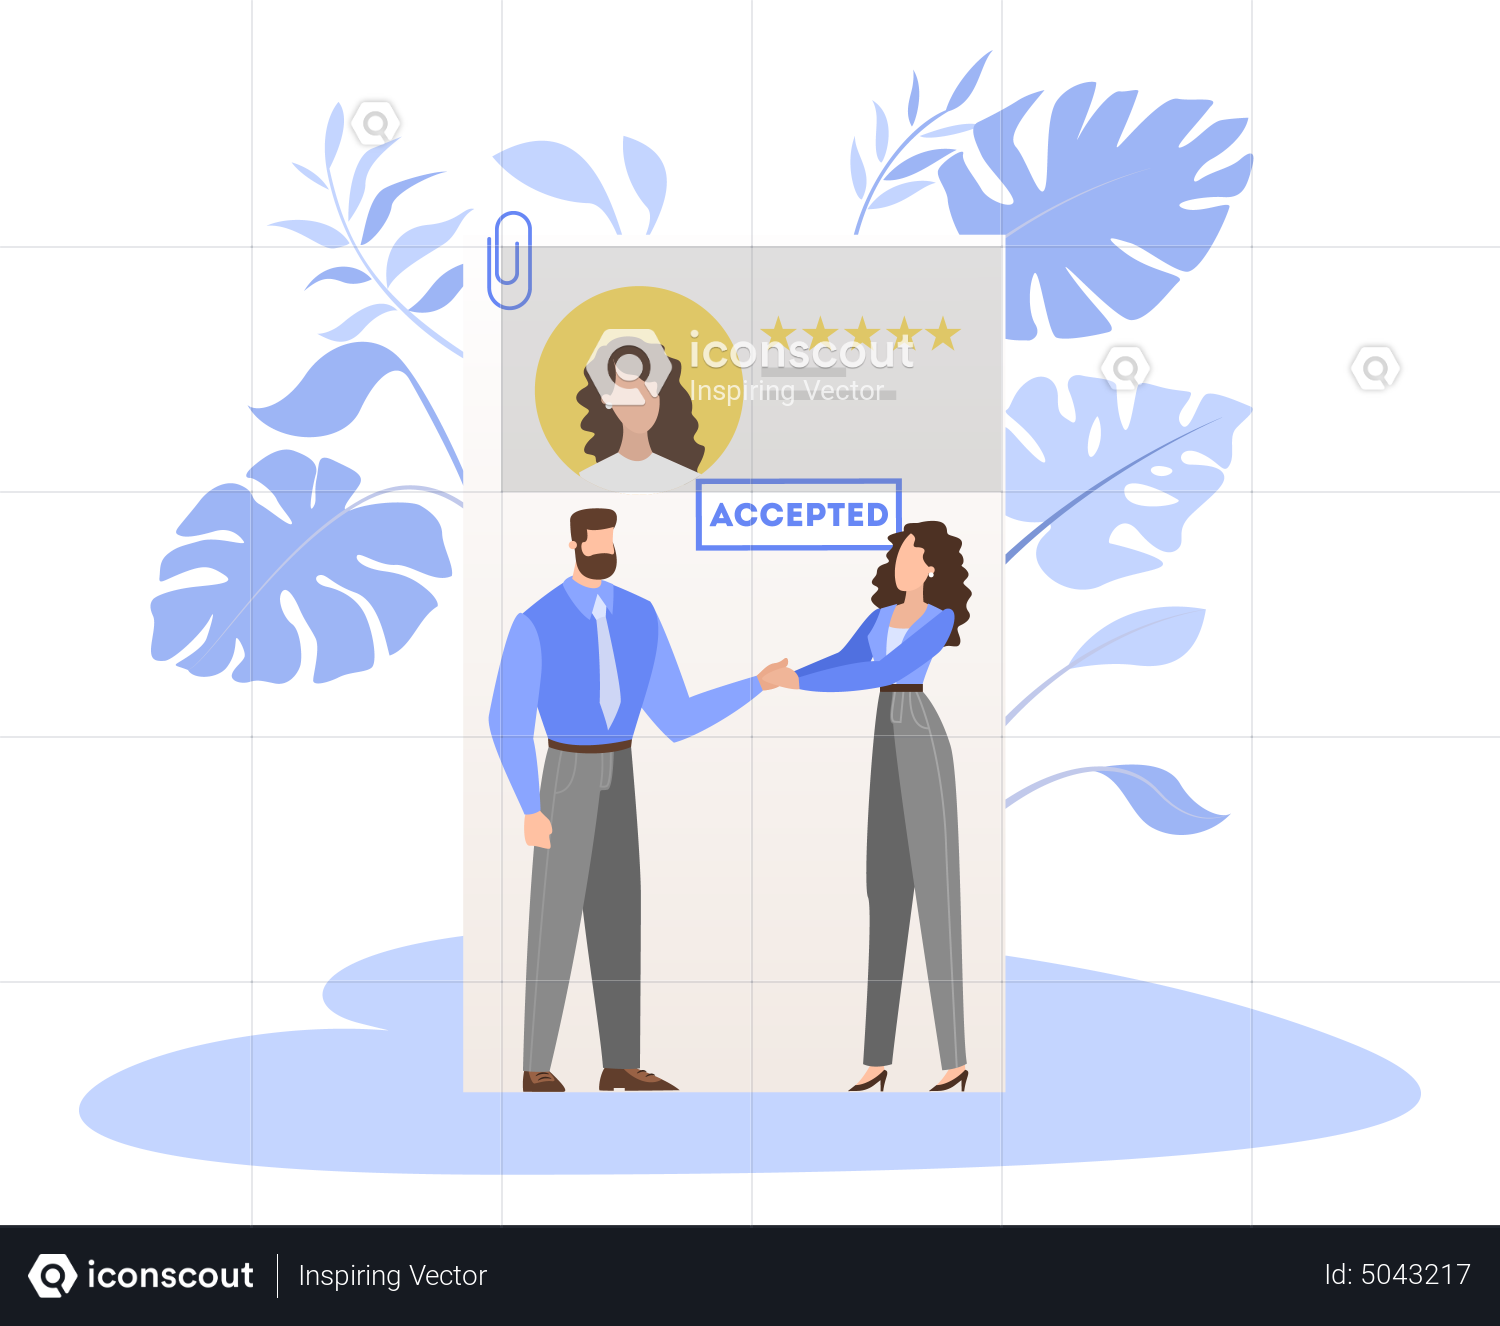 iconscout
Inspiring Vector
ACCEPTED
iconscout
Inspiring Vector
Id: 5043217